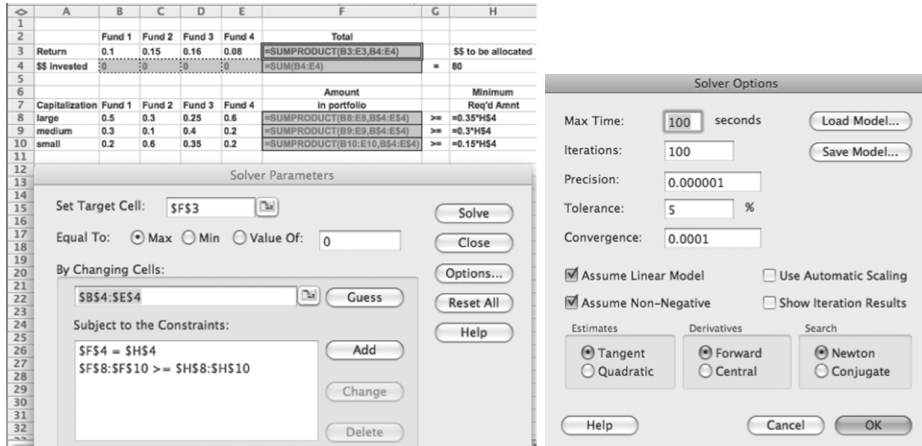 A B C D E F G H
1
2 Fund 1 Fund 2 Fund 3 Fund 4 Total
3 Return 0.1 0.15 0.16 0.08 =SUMPRODUCT(B3:E3,B4:E4) $$ to be allocated
4 $$ invested 0 0 0 0 =SUM(B4:E4) = 80
5
6 Amount Minimum
7 Capitalization Fund 1 Fund 2 Fund 3 Fund 4 in portfolio Req'd Amnt
8 large 0.5 0.3 0.25 0.6 =SUMPRODUCT(B8:E8,B$4:E$4) >= =0.35*H$4
9 medium 0.3 0.1 0.4 0.2 =SUMPRODUCT(B9:E9,B$4:E$4) >= =0.3*H$4
10 small 0.2 0.6 0.35 0.2 =SUMPRODUCT(B10:E10,B$4:E$4) >= =0.15*H$4
11
12
13
14
15
16
17
18
19
20
21
22
23
24
25
26
27
28
29
30
31
32
Solver Parameters
Set Target Cell: $F$3 Solve
Equal To: Max Min Value Of: 0 Close
By Changing Cells: Options...
$B$4:$E$4 Guess Reset All
Subject to the Constraints: Help
$F$4 = $H$4 Add
$F$8:$F$10 >= $H$8:$H$10
Change
Delete
Solver Options
Max Time: 100 seconds Load Model...
Iterations: 100 Save Model...
Precision: 0.000001
Tolerance: 5 %
Convergence: 0.0001
Assume Linear Model Use Automatic Scaling
Assume Non-Negative Show Iteration Results
Estimates Derivatives Search
Tangent Forward Newton
Quadratic Central Conjugate
Help Cancel OK